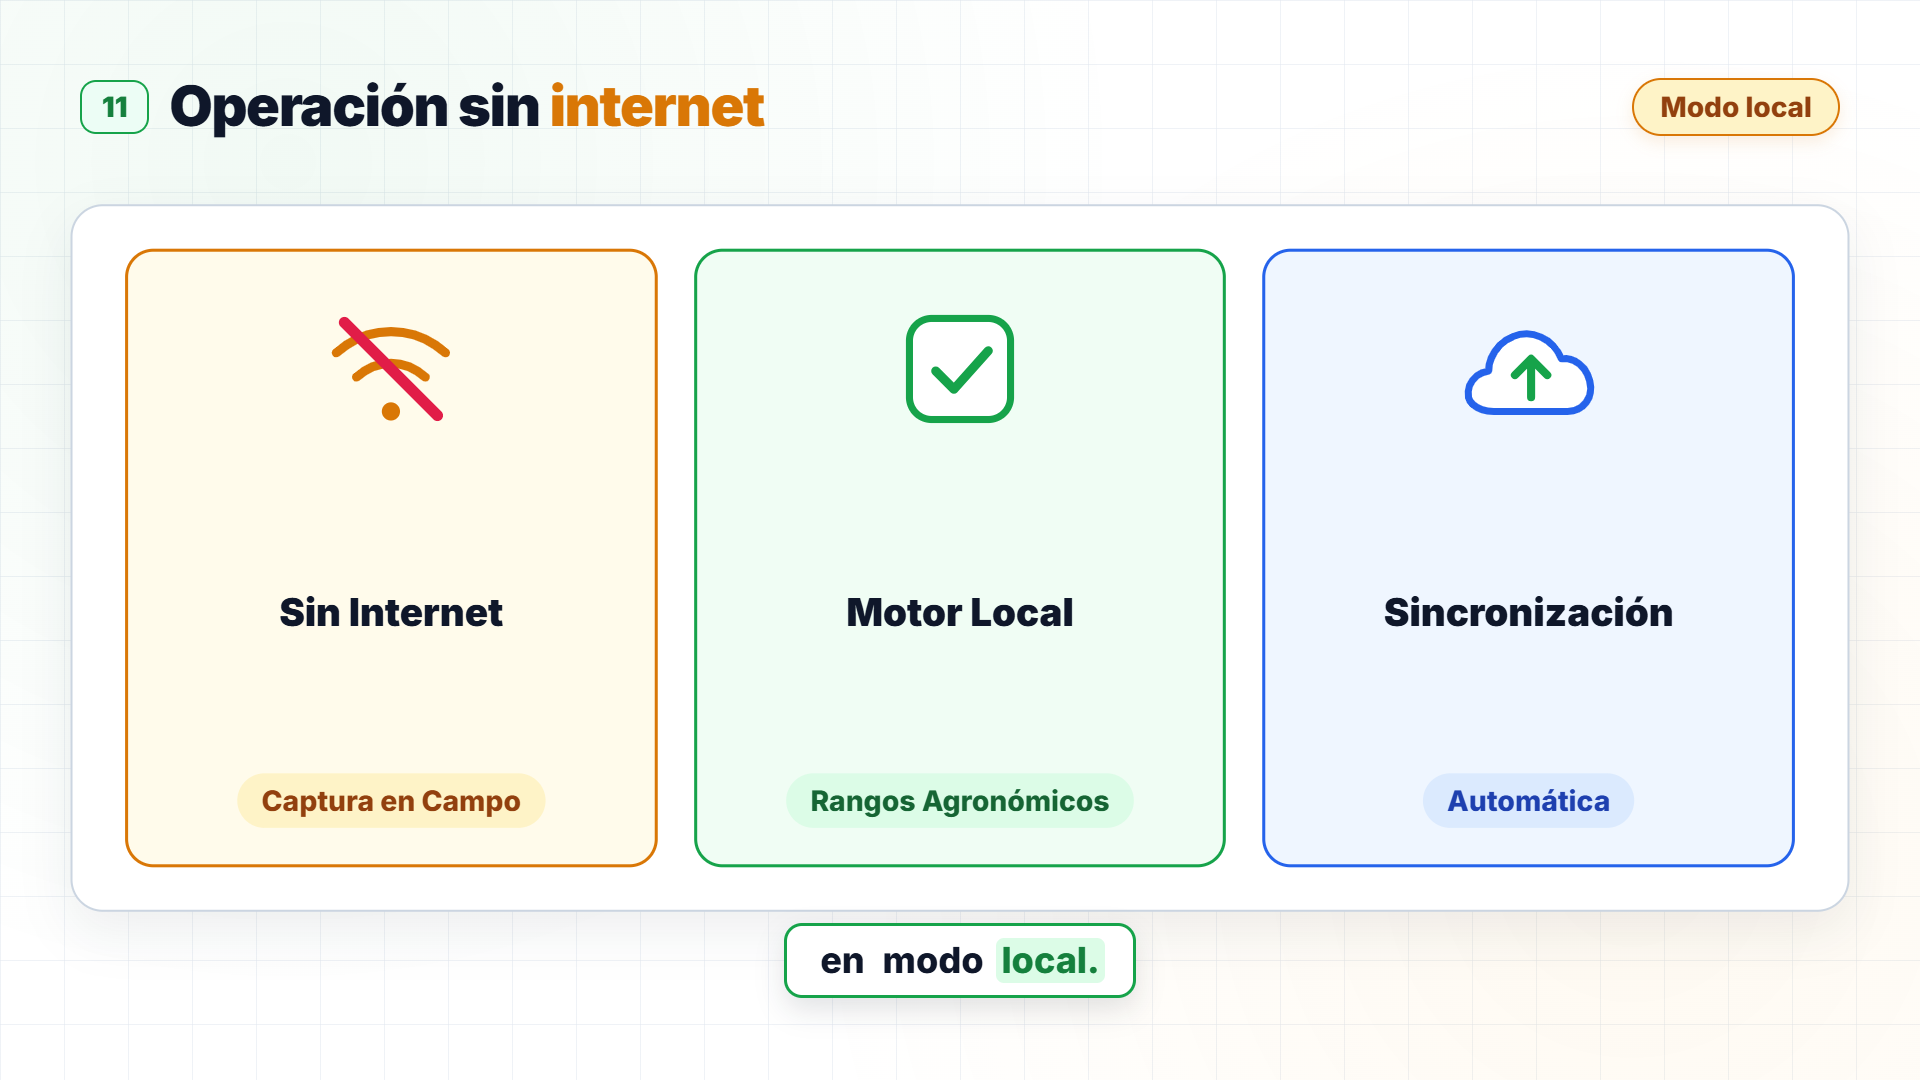 11
Operación sin internet
Modo local
Sin Internet
Captura en Campo
Motor Local
Rangos Agronómicos
Sincronización
Automática
en modo local.